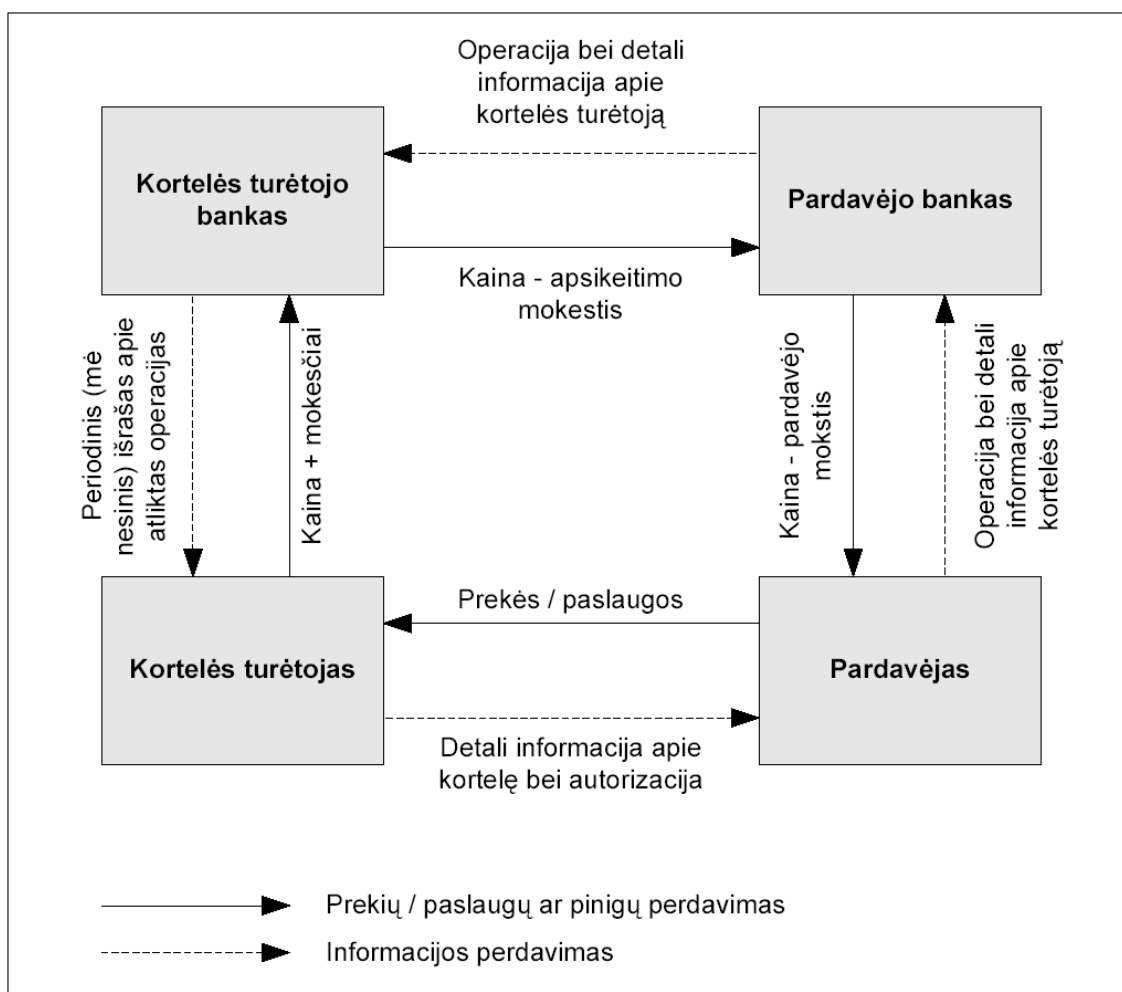 Operacija bei detali
informacija apie
kortelės turėtoją
Kortelės turėtojo
bankas
Pardavėjo bankas
Kaina - apsikeitimo
mokestis
Periodinis (mė
nesinis) išrašas apie
atliktas operacijas
Kaina + mokesčiai
Kaina - pardavėjo
mokstis
Operacija bei detali
informacija apie
kortelės turėtoją
Prekės / paslaugos
Kortelės turėtojas
Pardavėjas
Detali informacija apie
kortelę bei autorizacija
Prekių / paslaugų ar pinigų perdavimas
Informacijos perdavimas